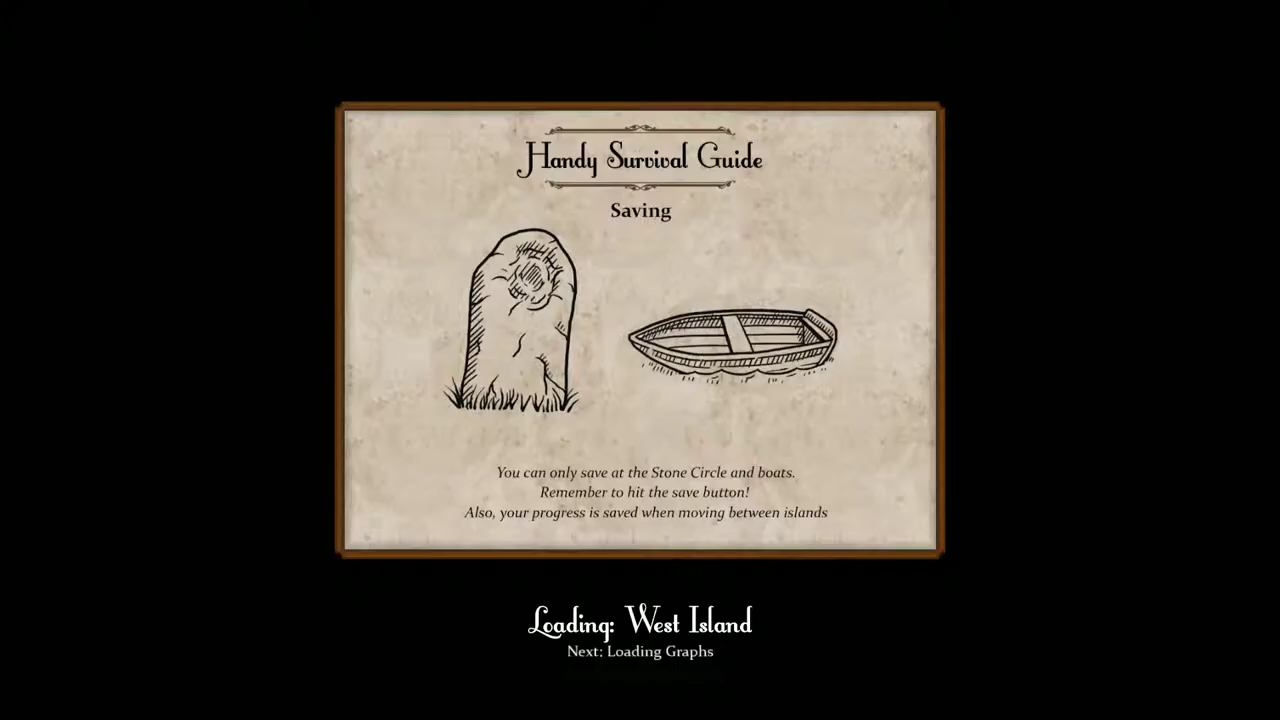 Handy Survival Guide
Saving
You can only save at the Stone Circle and boats.
Remember to hit the save button!
Also, your progress is saved when moving between islands
Loading: West Island
Next: Loading Graphs